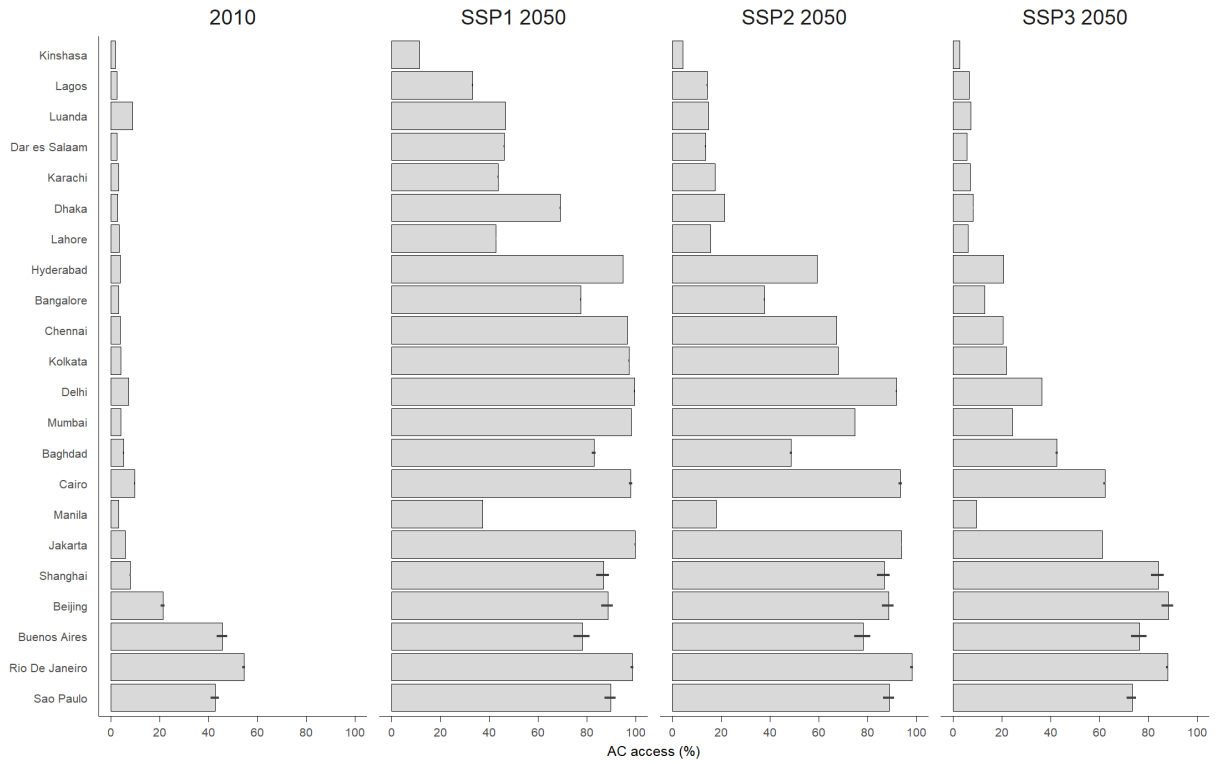 2010 SSP1 2050 SSP2 2050 SSP3 2050
Kinshasa
Lagos
Luanda
Dar es Salaam
Karachi
Dhaka
Lahore
Hyderabad
Bangalore
Chennai
Kolkata
Delhi
Mumbai
Baghdad
Cairo
Manila
Jakarta
Shanghai
Beijing
Buenos Aires
Rio De Janeiro
Sao Paulo
0 20 40 60 80 100 0 20 40 60 80 100 0 20 40 60 80 100 0 20 40 60 80 100
AC access (%)